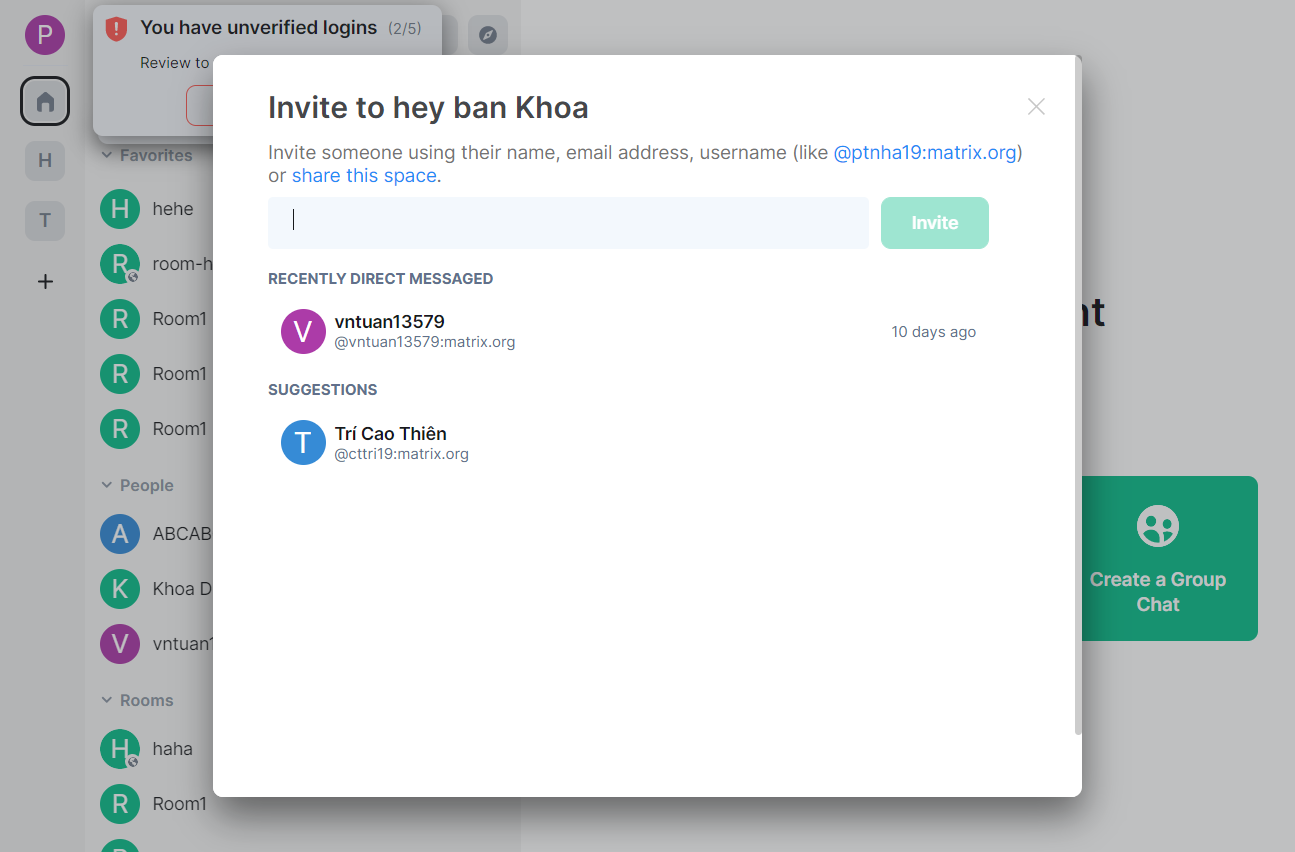 P
You have unverified logins (2/5)
Review to
Invite to hey ban Khoa
Invite someone using their name, email address, username (like @ptnha19:matrix.org)
or share this space.
Invite
RECENTLY DIRECT MESSAGED
V
vntuan13579
@vntuan13579:matrix.org
10 days ago
SUGGESTIONS
T
Trí Cao Thiên
@cttri19:matrix.org
H
T
Favorites
H hehe
R room-h
R Room1
R Room1
R Room1
People
A ABCAB
K Khoa D
V vntuan1
Rooms
H haha
R Room1
nt
Create a Group
Chat